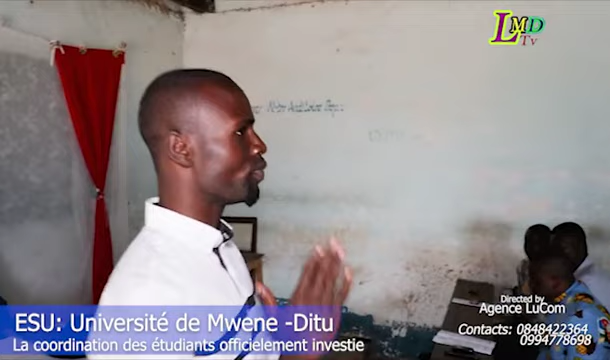 LMD
Tv
ESU: Université de Mwene -Ditu
La coordination des étudiants officielement investie
Directed by
Agence LuCom
Contacts: 0848422364
0994778698